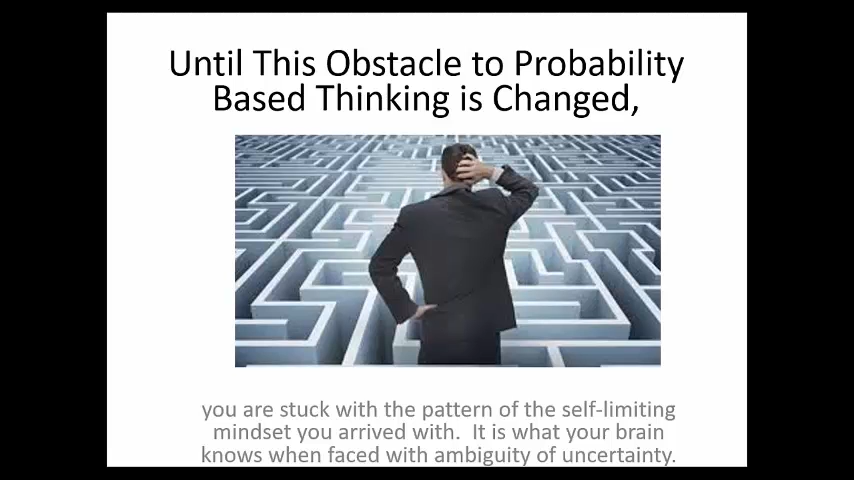 Until This Obstacle to Probability
Based Thinking is Changed,
you are stuck with the pattern of the self-limiting
mindset you arrived with.  It is what your brain
knows when faced with ambiguity of uncertainty.